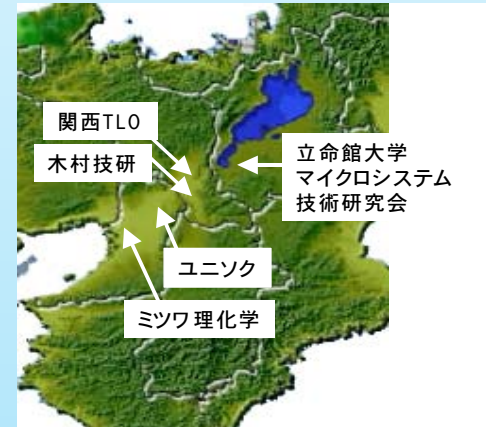 関西TLO
木村技研
立命館大学
マイクロシステム
技術研究会
ユニソク
ミツワ理化学